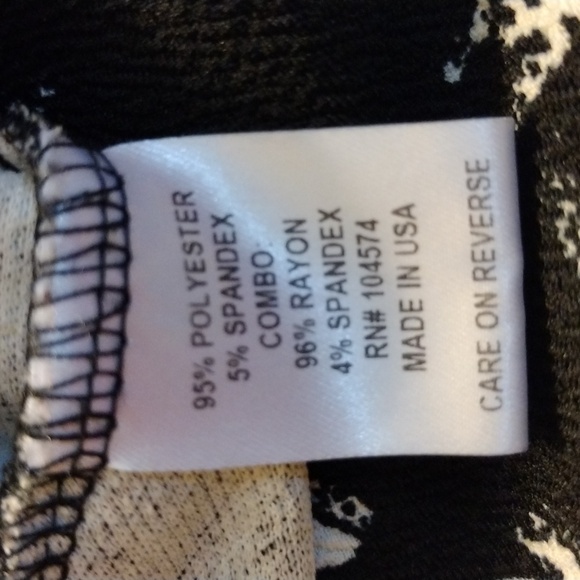 95% POLYESTER
5% SPANDEX
COMBO:
96% RAYON
4% SPANDEX
RN# 104574
MADE IN USA
CARE ON REVERSE